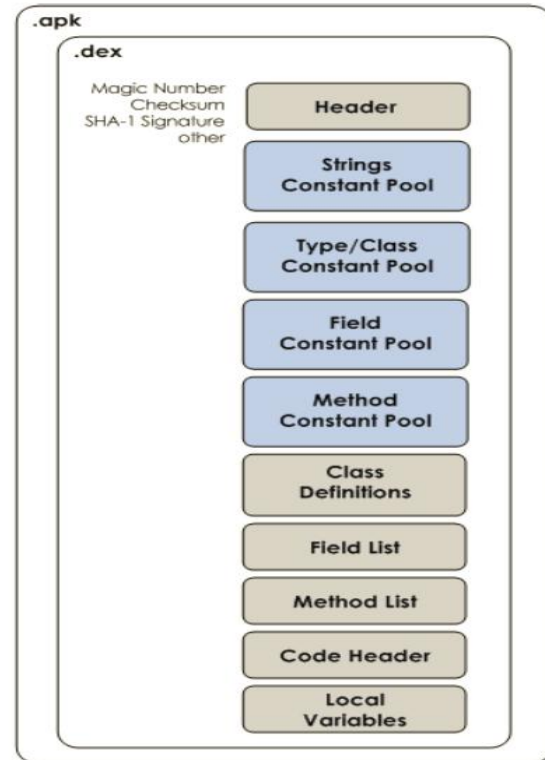 .apk
.dex
Magic Number
Checksum
SHA-1 Signature
other
Header
Strings
Constant Pool
Type/Class
Constant Pool
Field
Constant Pool
Method
Constant Pool
Class
Definitions
Field List
Method List
Code Header
Local
Variables